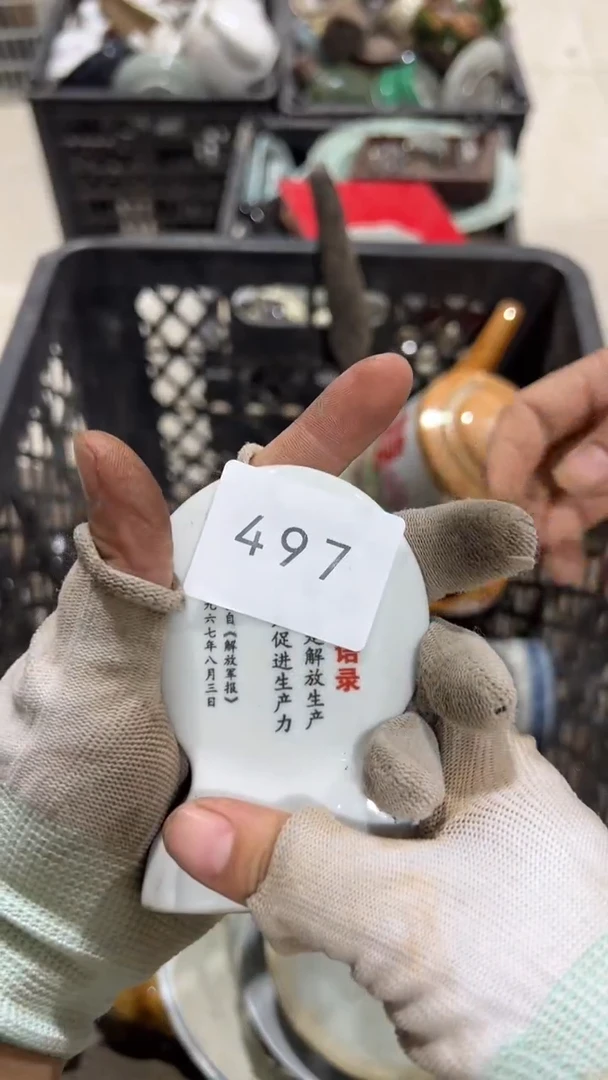 497
语录
是解放生产
促进生产力
自《解放军报》
九六七年八月三日